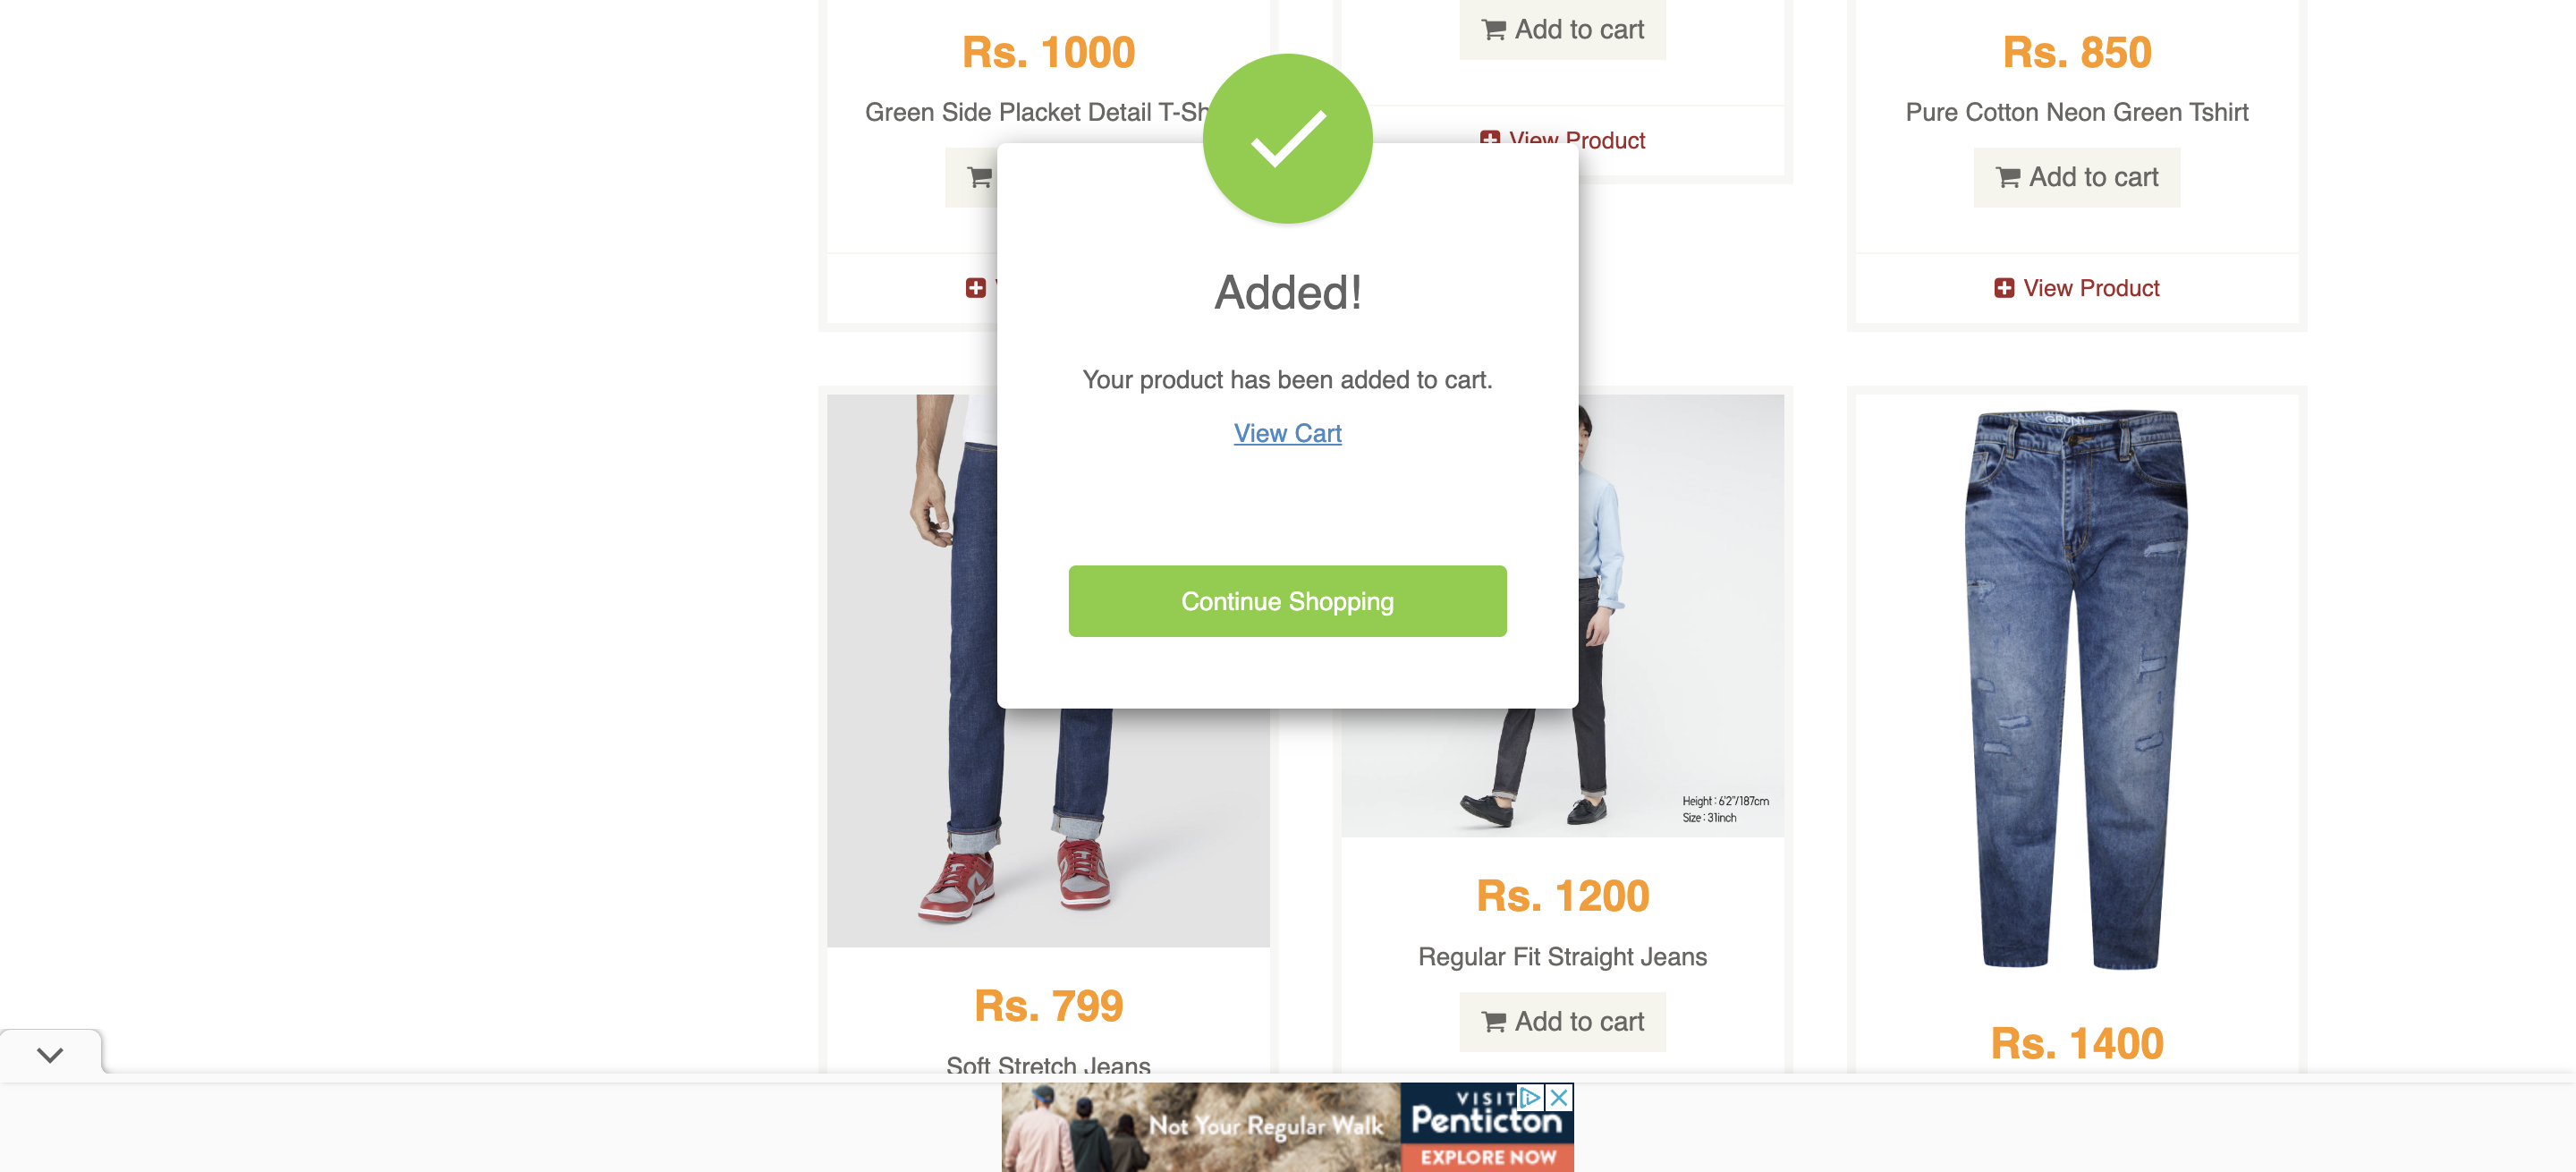 Rs. 1000
Green Side Placket Detail T-Sh
Add to cart
View Product
Rs. 850
Pure Cotton Neon Green Tshirt
Add to cart
View Product
Added!
Your product has been added to cart.
View Cart
Continue Shopping
GRUNT
Height : 6'2"/187cm
Size : 31inch
Rs. 799
Soft Stretch Jeans
Rs. 1200
Regular Fit Straight Jeans
Add to cart
Rs. 1400
Not Your Regular Walk
VISIT
Penticton
EXPLORE NOW